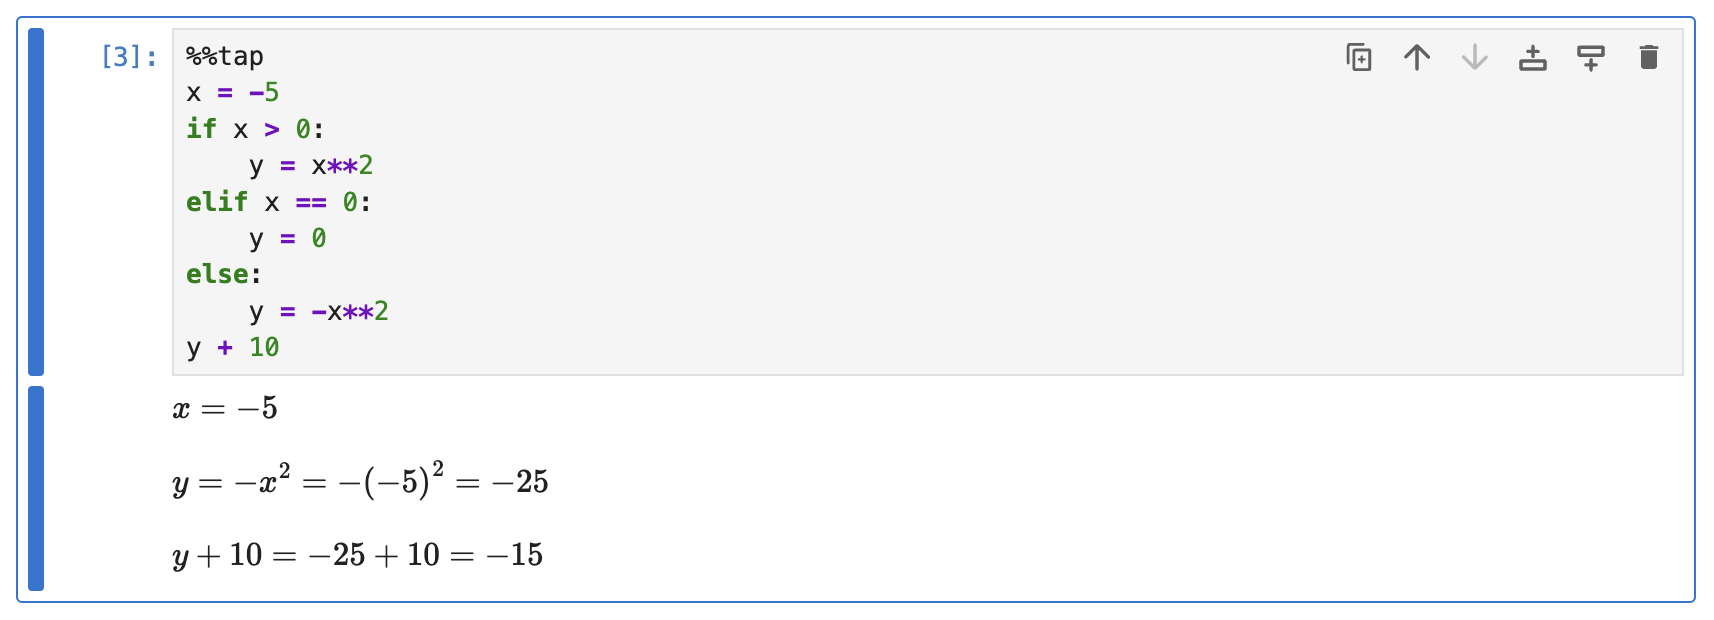 [3]: %%tap
x = -5
if x > 0:
    y = x**2
elif x == 0:
    y = 0
else:
    y = -x**2
y + 10
x = −5
y = −x² = −(−5)² = −25
y + 10 = −25 + 10 = −15